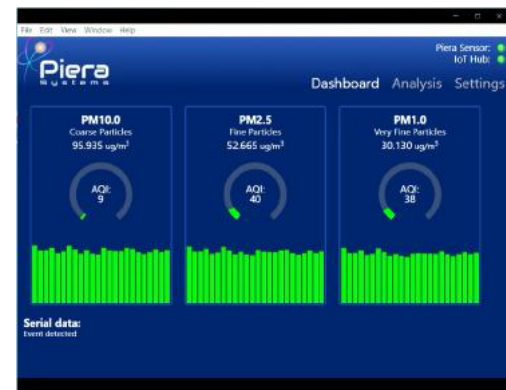 File Edit View Window Help
Piera
Systems
Piera Sensor:
IoT Hub:
Dashboard Analysis Settings
PM10.0
Coarse Particles
95.935 ug/m³
AQI:
9
PM2.5
Fine Particles
52.665 ug/m³
AQI:
40
PM1.0
Very Fine Particles
30.130 ug/m³
AQI:
38
Serial data:
Event detected